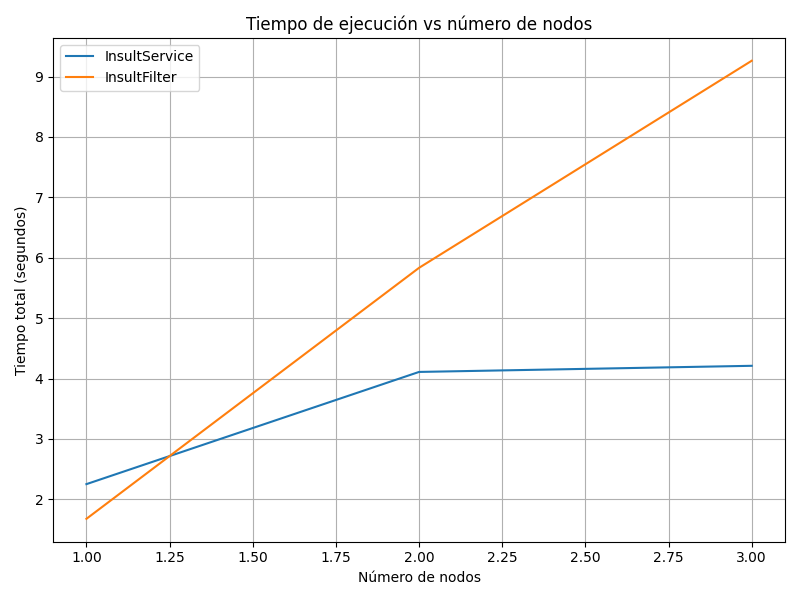 Tiempo de ejecución vs número de nodos
InsultService
InsultFilter
Tiempo total (segundos)
9
8
7
6
5
4
3
2
1.00 1.25 1.50 1.75 2.00 2.25 2.50 2.75 3.00
Número de nodos